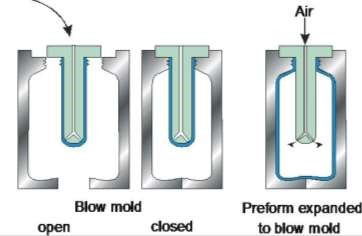 Air
Blow mold
open closed
Preform expanded
to blow mold